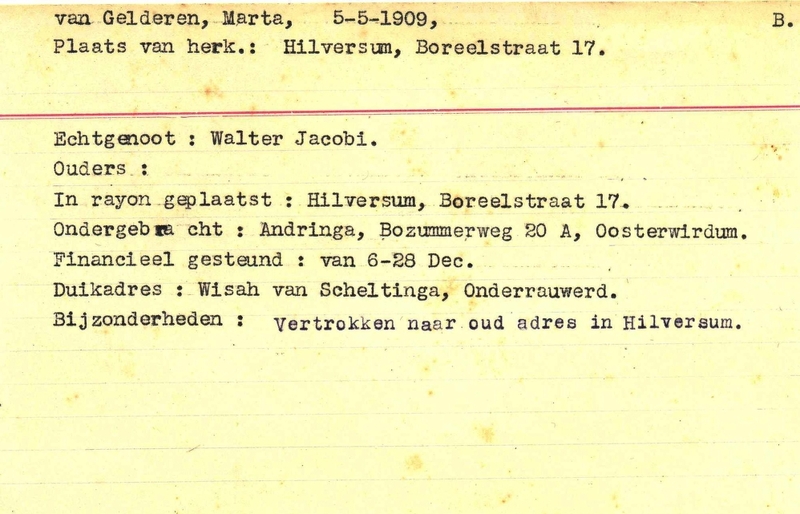 van Gelderen, Marta, 5-5-1909, B.
Plaats van herk.: Hilversum, Boreelstraat 17.
Echtgenoot : Walter Jacobi.
Ouders :
In rayon geplaatst : Hilversum, Boreelstraat 17.
Ondergebra cht : Andringa, Bozummerweg 20 A, Oosterwirdum.
Financieel gesteund : van 6-28 Dec.
Duikadres : Wisah van Scheltinga, Onderrauwerd.
Bijzonderheden : Vertrokken naar oud adres in Hilversum.